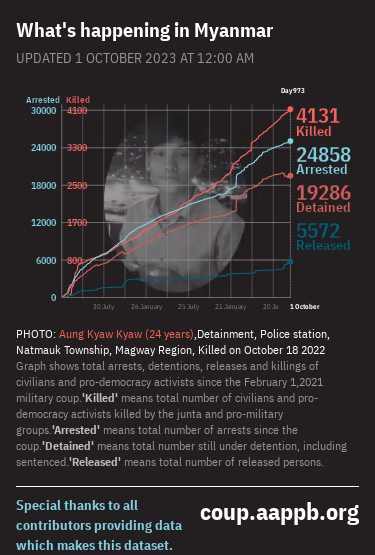 What's happening in Myanmar
UPDATED 1 OCTOBER 2023 AT 12:00 AM
Day973
Arrested Killed
30000 4100
24000 3300
18000 2500
12000 1700
6000 800
0
4131
Killed
24858
Arrested
19286
Detained
5572
Released
30 July 26 January 25 July 21 January 20 Ju 1 October
PHOTO: Aung Kyaw Kyaw (24 years),Detainment, Police station,
Natmauk Township, Magway Region, Killed on October 18 2022
Graph shows total arrests, detentions, releases and killings of
civilians and pro-democracy activists since the February 1,2021
military coup.'Killed' means total number of civilians and pro-
democracy activists killed by the junta and pro-military
groups.'Arrested' means total number of arrests since the
coup.'Detained' means total number still under detention, including
sentenced.'Released' means total number of released persons.
Special thanks to all
contributors providing data
which makes this dataset.
coup.aappb.org